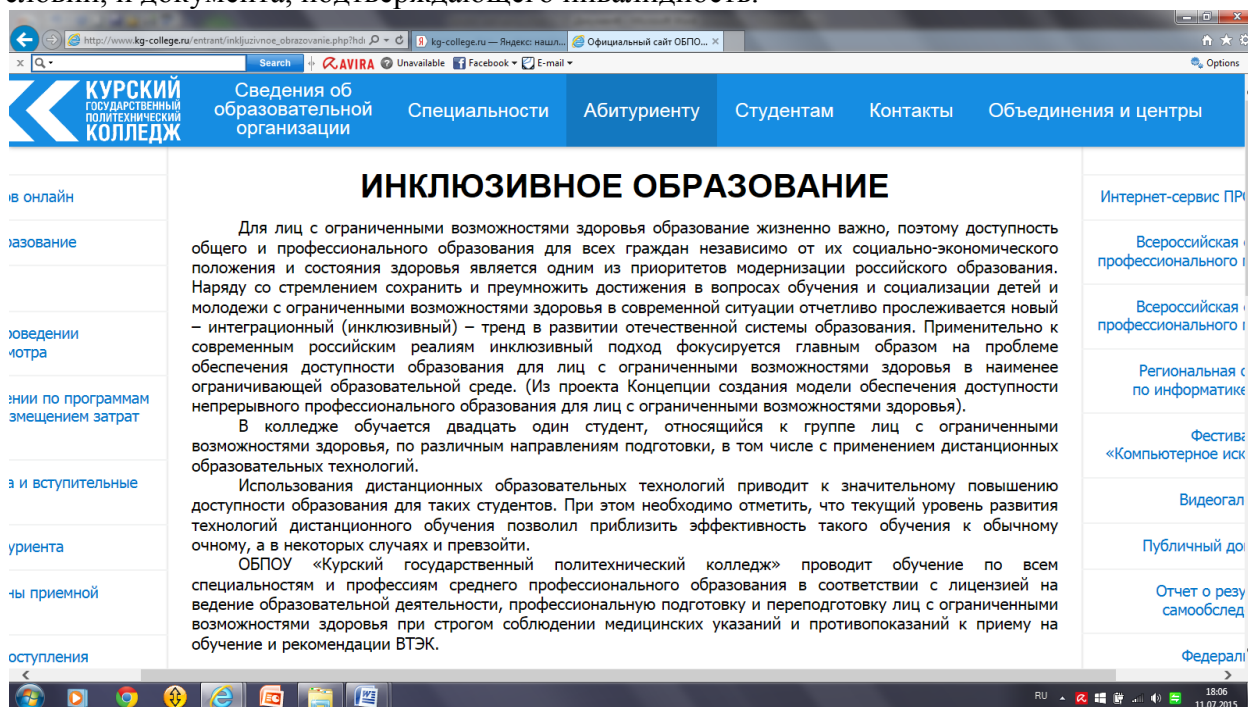 и документа, подтверждающего инвалидность.
http://www.kg-college.ru/entrant/inkljuzivnoe_obrazovanie.php?hdi
kg-college.ru — Яндекс: нашл...
Официальный сайт ОБПО...
Search
AVIRA
Unavailable
Facebook
E-mail
Options
КУРСКИЙ
ГОСУДАРСТВЕННЫЙ
ПОЛИТЕХНИЧЕСКИЙ
КОЛЛЕДЖ
Сведения об
образовательной
организации
Специальности
Абитуриенту
Студентам
Контакты
Объединения и центры
ов онлайн
разование
роведении
мотра
ении по программам
змещением затрат
а и вступительные
уриента
ны приемной
оступления
ИНКЛЮЗИВНОЕ ОБРАЗОВАНИЕ
Для лиц с ограниченными возможностями здоровья образование жизненно важно, поэтому доступность
общего и профессионального образования для всех граждан независимо от их социально-экономического
положения и состояния здоровья является одним из приоритетов модернизации российского образования.
Наряду со стремлением сохранить и преумножить достижения в вопросах обучения и социализации детей и
молодежи с ограниченными возможностями здоровья в современной ситуации отчетливо прослеживается новый
– интеграционный (инклюзивный) – тренд в развитии отечественной системы образования. Применительно к
современным российским реалиям инклюзивный подход фокусируется главным образом на проблеме
обеспечения доступности образования для лиц с ограниченными возможностями здоровья в наименее
ограничивающей образовательной среде. (Из проекта Концепции создания модели обеспечения доступности
непрерывного профессионального образования для лиц с ограниченными возможностями здоровья).
В колледже обучается двадцать один студент, относящийся к группе лиц с ограниченными
возможностями здоровья, по различным направлениям подготовки, в том числе с применением дистанционных
образовательных технологий.
Использования дистанционных образовательных технологий приводит к значительному повышению
доступности образования для таких студентов. При этом необходимо отметить, что текущий уровень развития
технологий дистанционного обучения позволил приблизить эффективность такого обучения к обычному
очному, а в некоторых случаях и превзойти.
ОБПОУ «Курский государственный политехнический колледж» проводит обучение по всем
специальностям и профессиям среднего профессионального образования в соответствии с лицензией на
ведение образовательной деятельности, профессиональную подготовку и переподготовку лиц с ограниченными
возможностями здоровья при строгом соблюдении медицинских указаний и противопоказаний к приему на
обучение и рекомендации ВТЭК.
Интернет-сервис ПР
Всероссийская
профессионального
Всероссийская
профессионального
Региональная
по информатике
Фестива
«Компьютерное иск
Видеогал
Публичный до
Отчет о резу
самообслед
Федерал
RU
18:06
11.07.2015